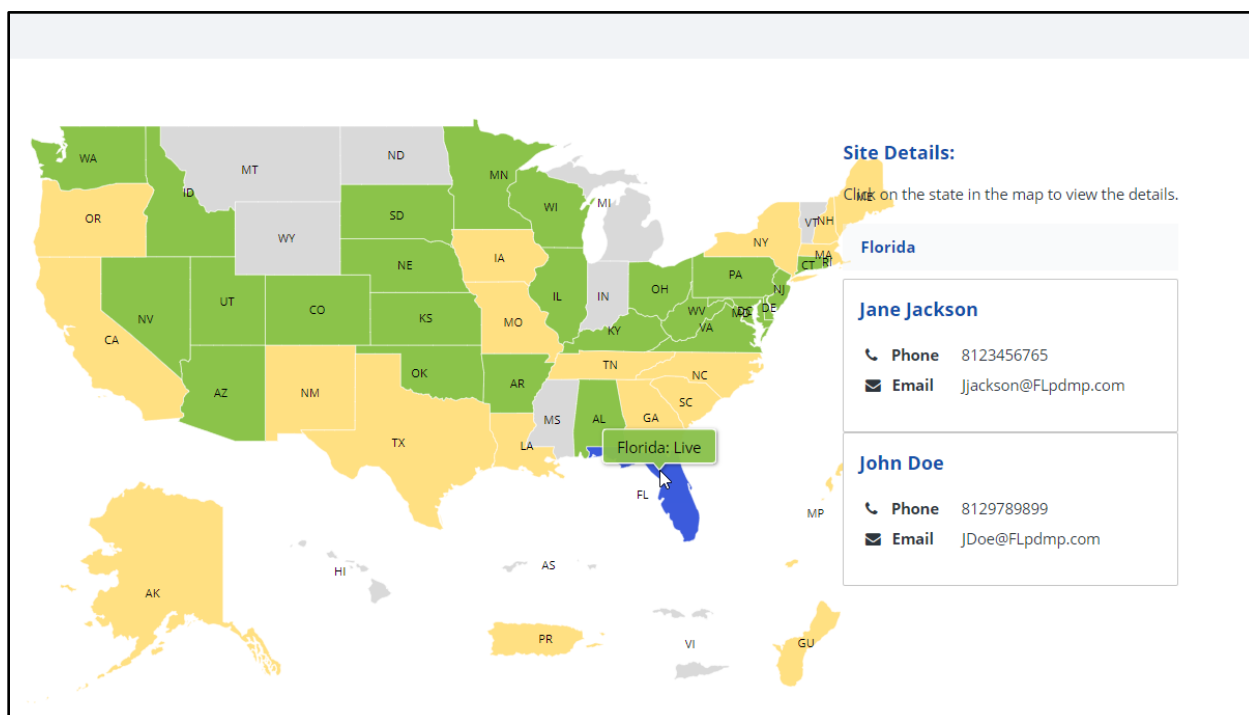 WA
MT
ND
MN
ID
OR
SD
WI
MI
WY
NY
VT
NH
ME
MA
CT
RI
IA
NE
PA
NJ
NV
UT
CO
IL
IN
OH
WV
MD
DC
DE
VA
KS
MO
KY
CA
TN
NC
AZ
NM
OK
AR
SC
MS
AL
GA
TX
LA
Florida: Live
FL
MP
HI
AS
AK
PR
VI
GU
Site Details:
Click on the state in the map to view the details.
Florida
Jane Jackson
Phone 8123456765
Email Jjackson@FLpdmp.com
John Doe
Phone 8129789899
Email JDoe@FLpdmp.com